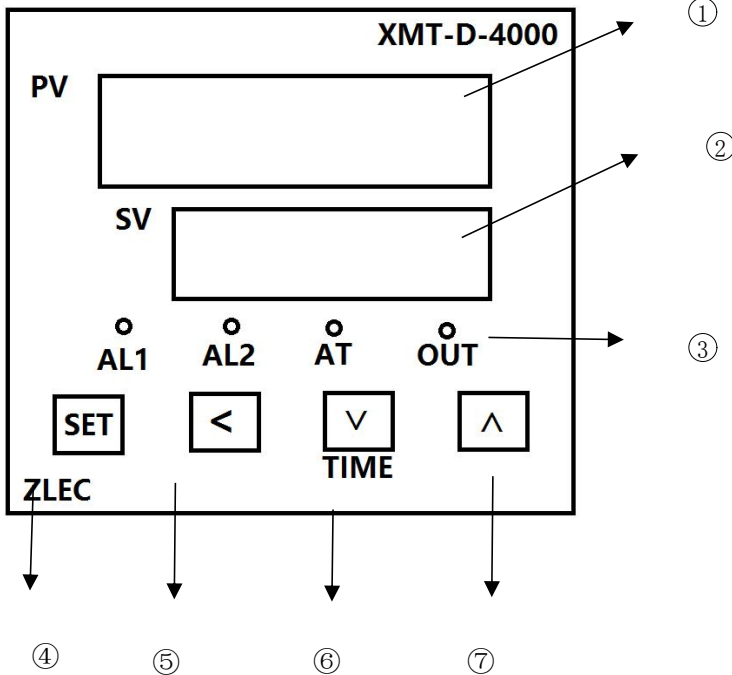 XMT-D-4000
①
PV
②
SV
AL1 AL2 AT OUT
③
SET < ∨ ∧
TIME
ZLEC
④ ⑤ ⑥ ⑦